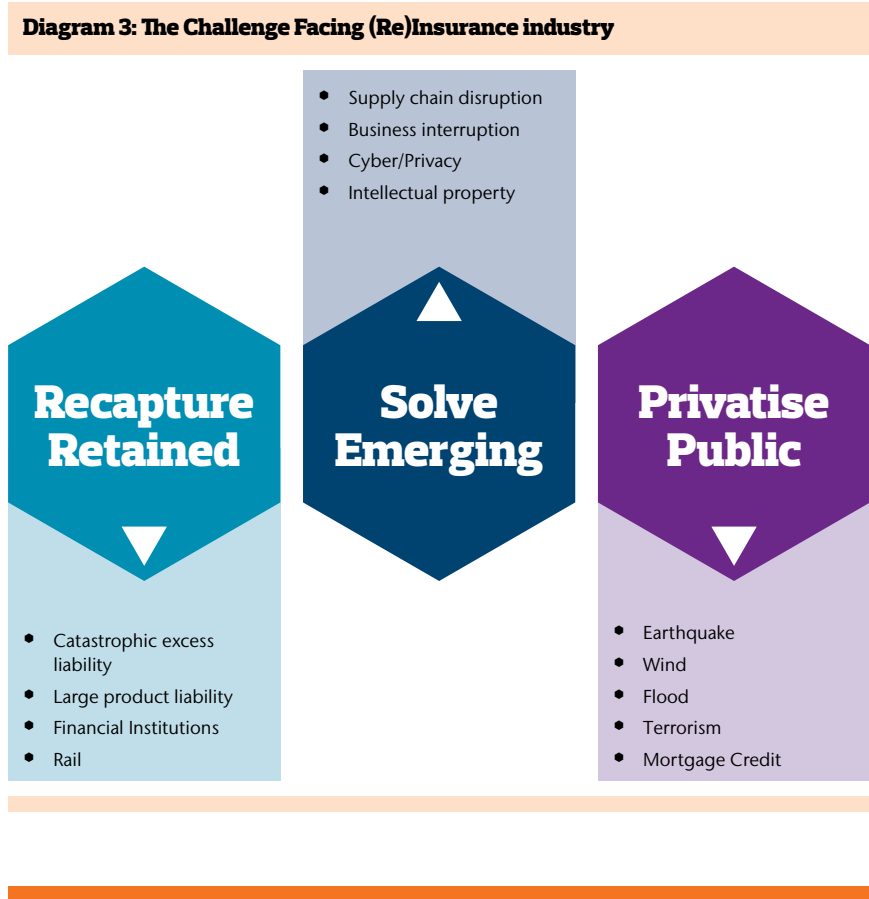 Diagram 3: The Challenge Facing (Re)Insurance industry
Recapture
Retained
Catastrophic excess
liability
Large product liability
Financial Institutions
Rail
Supply chain disruption
Business interruption
Cyber/Privacy
Intellectual property
Solve
Emerging
Privatise
Public
Earthquake
Wind
Flood
Terrorism
Mortgage Credit